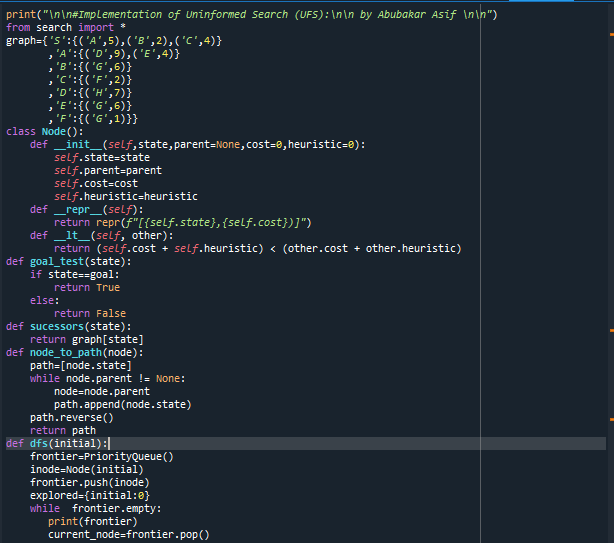 print("\n\n#Implementation of Uninformed Search (UFS):\n\n by Abubakar Asif \n\n")
from search import *
graph={'S':{('A',5),('B',2),('C',4)}
      ,'A':{('D',9),('E',4)}
      ,'B':{('G',6)}
      ,'C':{('F',2)}
      ,'D':{('H',7)}
      ,'E':{('G',6)}
      ,'F':{('G',1)}}
class Node():
    def __init__(self,state,parent=None,cost=0,heuristic=0):
        self.state=state
        self.parent=parent
        self.cost=cost
        self.heuristic=heuristic
    def __repr__(self):
        return repr(f"[{self.state},{self.cost})]")
    def __lt__(self, other):
        return (self.cost + self.heuristic) < (other.cost + other.heuristic)
def goal_test(state):
    if state==goal:
        return True
    else:
        return False
def sucessors(state):
    return graph[state]
def node_to_path(node):
    path=[node.state]
    while node.parent != None:
        node=node.parent
        path.append(node.state)
    path.reverse()
    return path
def dfs(initial):
    frontier=PriorityQueue()
    inode=Node(initial)
    frontier.push(inode)
    explored={initial:0}
    while  frontier.empty:
       print(frontier)
       current_node=frontier.pop()